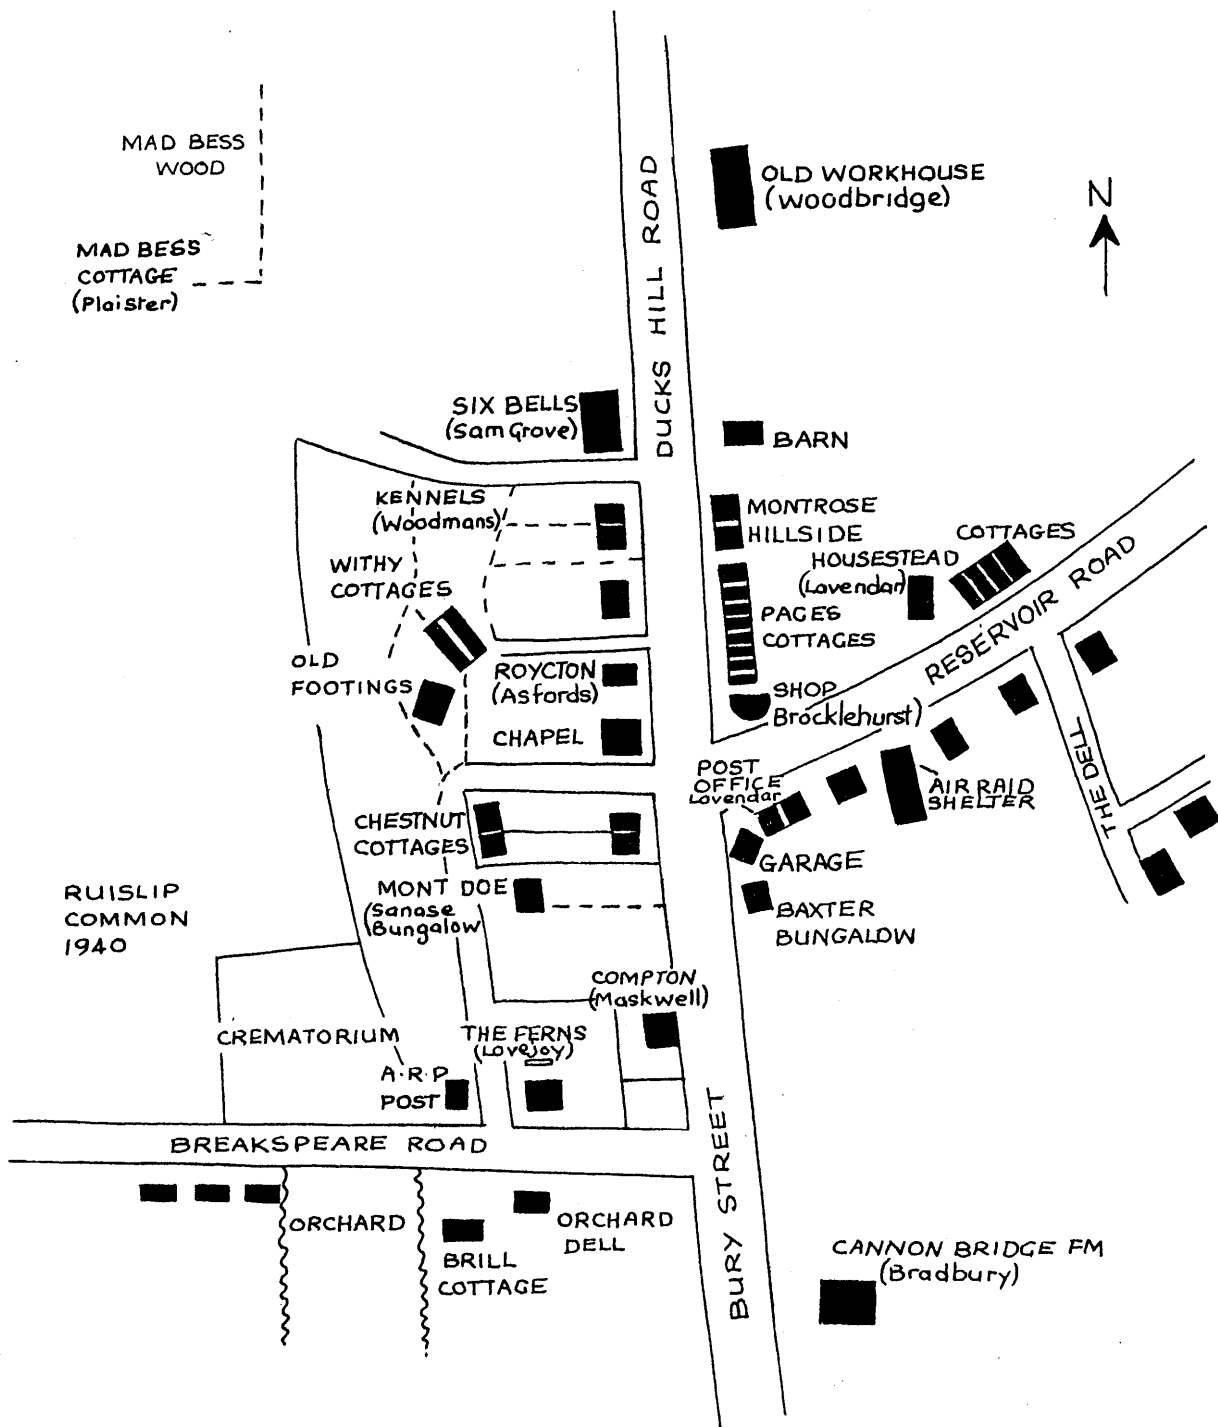 MAD BESS
WOOD
MAD BESS
COTTAGE
(Plaister)
OLD WORKHOUSE
(Woodbridge)
N
DUCKS HILL ROAD
SIX BELLS
(Sam Grove)
BARN
KENNELS
(Woodmans)
MONTROSE
HILLSIDE
COTTAGES
HOUSESTEAD
(Lavendar)
WITHY
COTTAGES
PAGES
COTTAGES
RESERVOIR ROAD
OLD
FOOTINGS
ROYCTON
(Asfords)
SHOP
Brocklehurst)
CHAPEL
POST
OFFICE
Lovendar
AIR RAID
SHELTER
THE DELL
CHESTNUT
COTTAGES
GARAGE
MONT DOE
(Sanase
Bungalow
BAXTER
BUNGALOW
RUISLIP
COMMON
1940
COMPTON
(Maskwell)
CREMATORIUM
THE FERNS
(Lovejoy)
A.R.P
POST
BREAKSPEARE ROAD
BURY STREET
ORCHARD
ORCHARD
DELL
BRILL
COTTAGE
CANNON BRIDGE FM
(Bradbury)